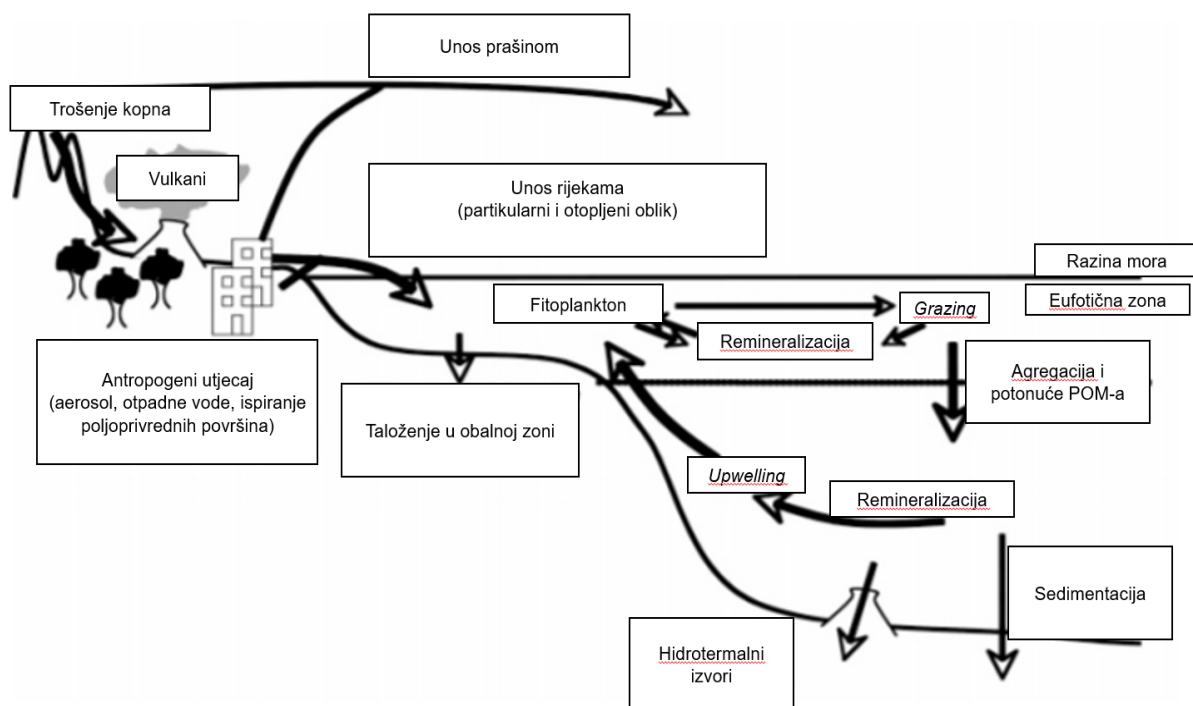 Unos prašinom
Trošenje kopna
Vulkani
Unos rijekama
(partikularni i otopljeni oblik)
Razina mora
Eufotična zona
Fitoplankton
Grazing
Remineralizacija
Agregacija i
potonuće POM-a
Antropogeni utjecaj
(aerosol, otpadne vode, ispiranje
poljoprivrednih površina)
Taloženje u obalnoj zoni
Upwelling
Remineralizacija
Sedimentacija
Hidrotermalni
izvori